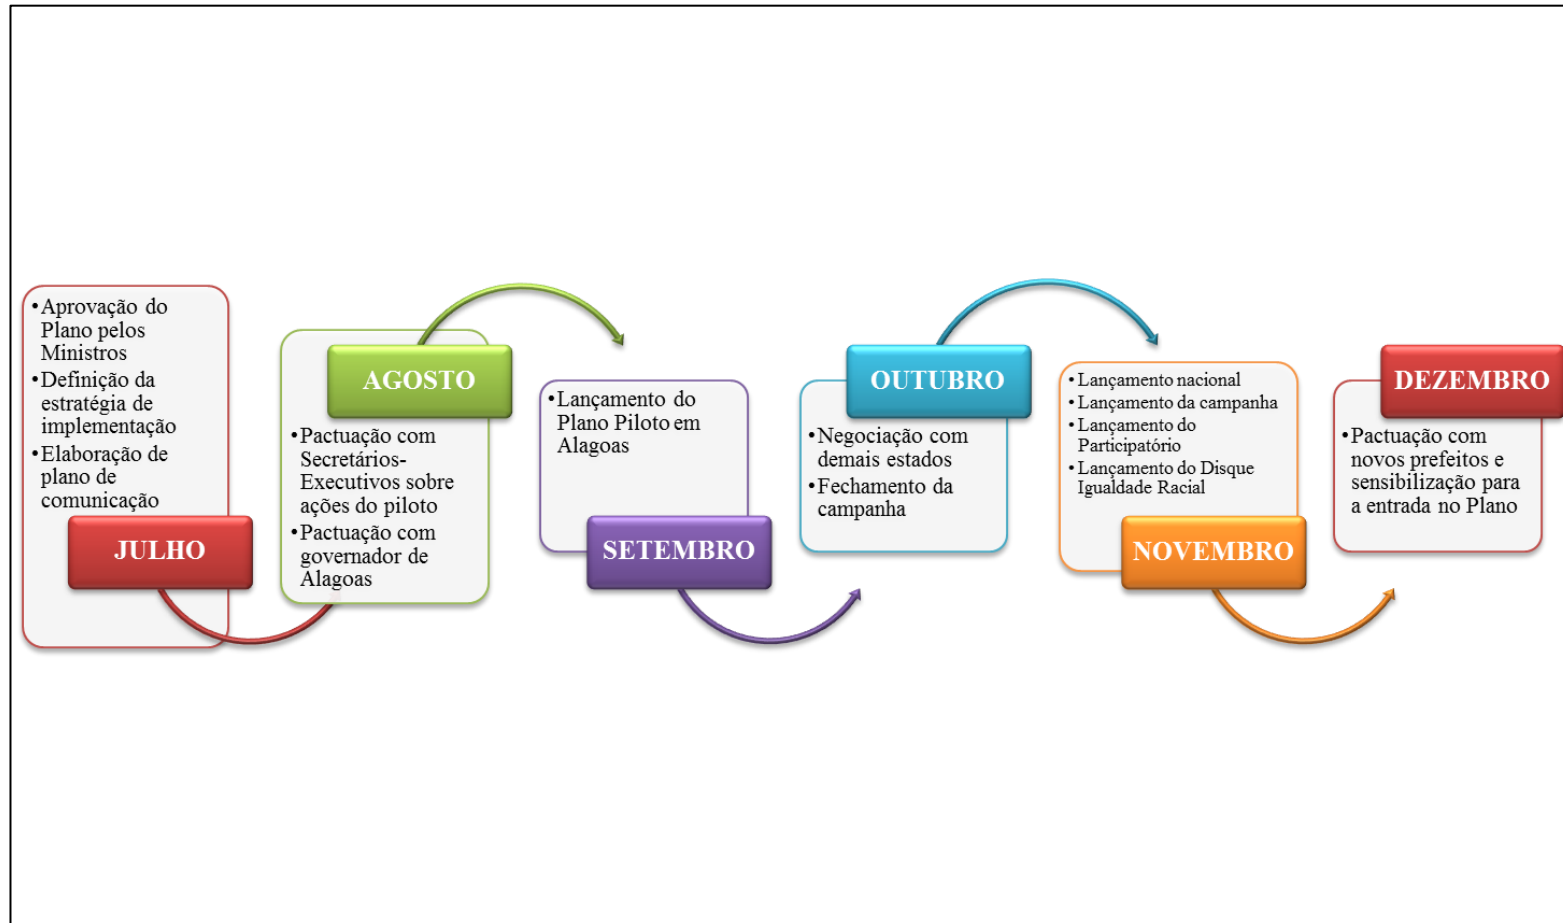 •Aprovação do
Plano pelos
Ministros
•Definição da
estratégia de
implementação
•Elaboração de
plano de
comunicação
JULHO
AGOSTO
•Pactuação com
Secretários-
Executivos sobre
ações do piloto
•Pactuação com
governador de
Alagoas
•Lançamento do
Plano Piloto em
Alagoas
SETEMBRO
OUTUBRO
•Negociação com
demais estados
•Fechamento da
campanha
•Lançamento nacional
•Lançamento da campanha
•Lançamento do
Participatório
•Lançamento do Disque
Igualdade Racial
NOVEMBRO
DEZEMBRO
•Pactuação com
novos prefeitos e
sensibilização para
a entrada no Plano